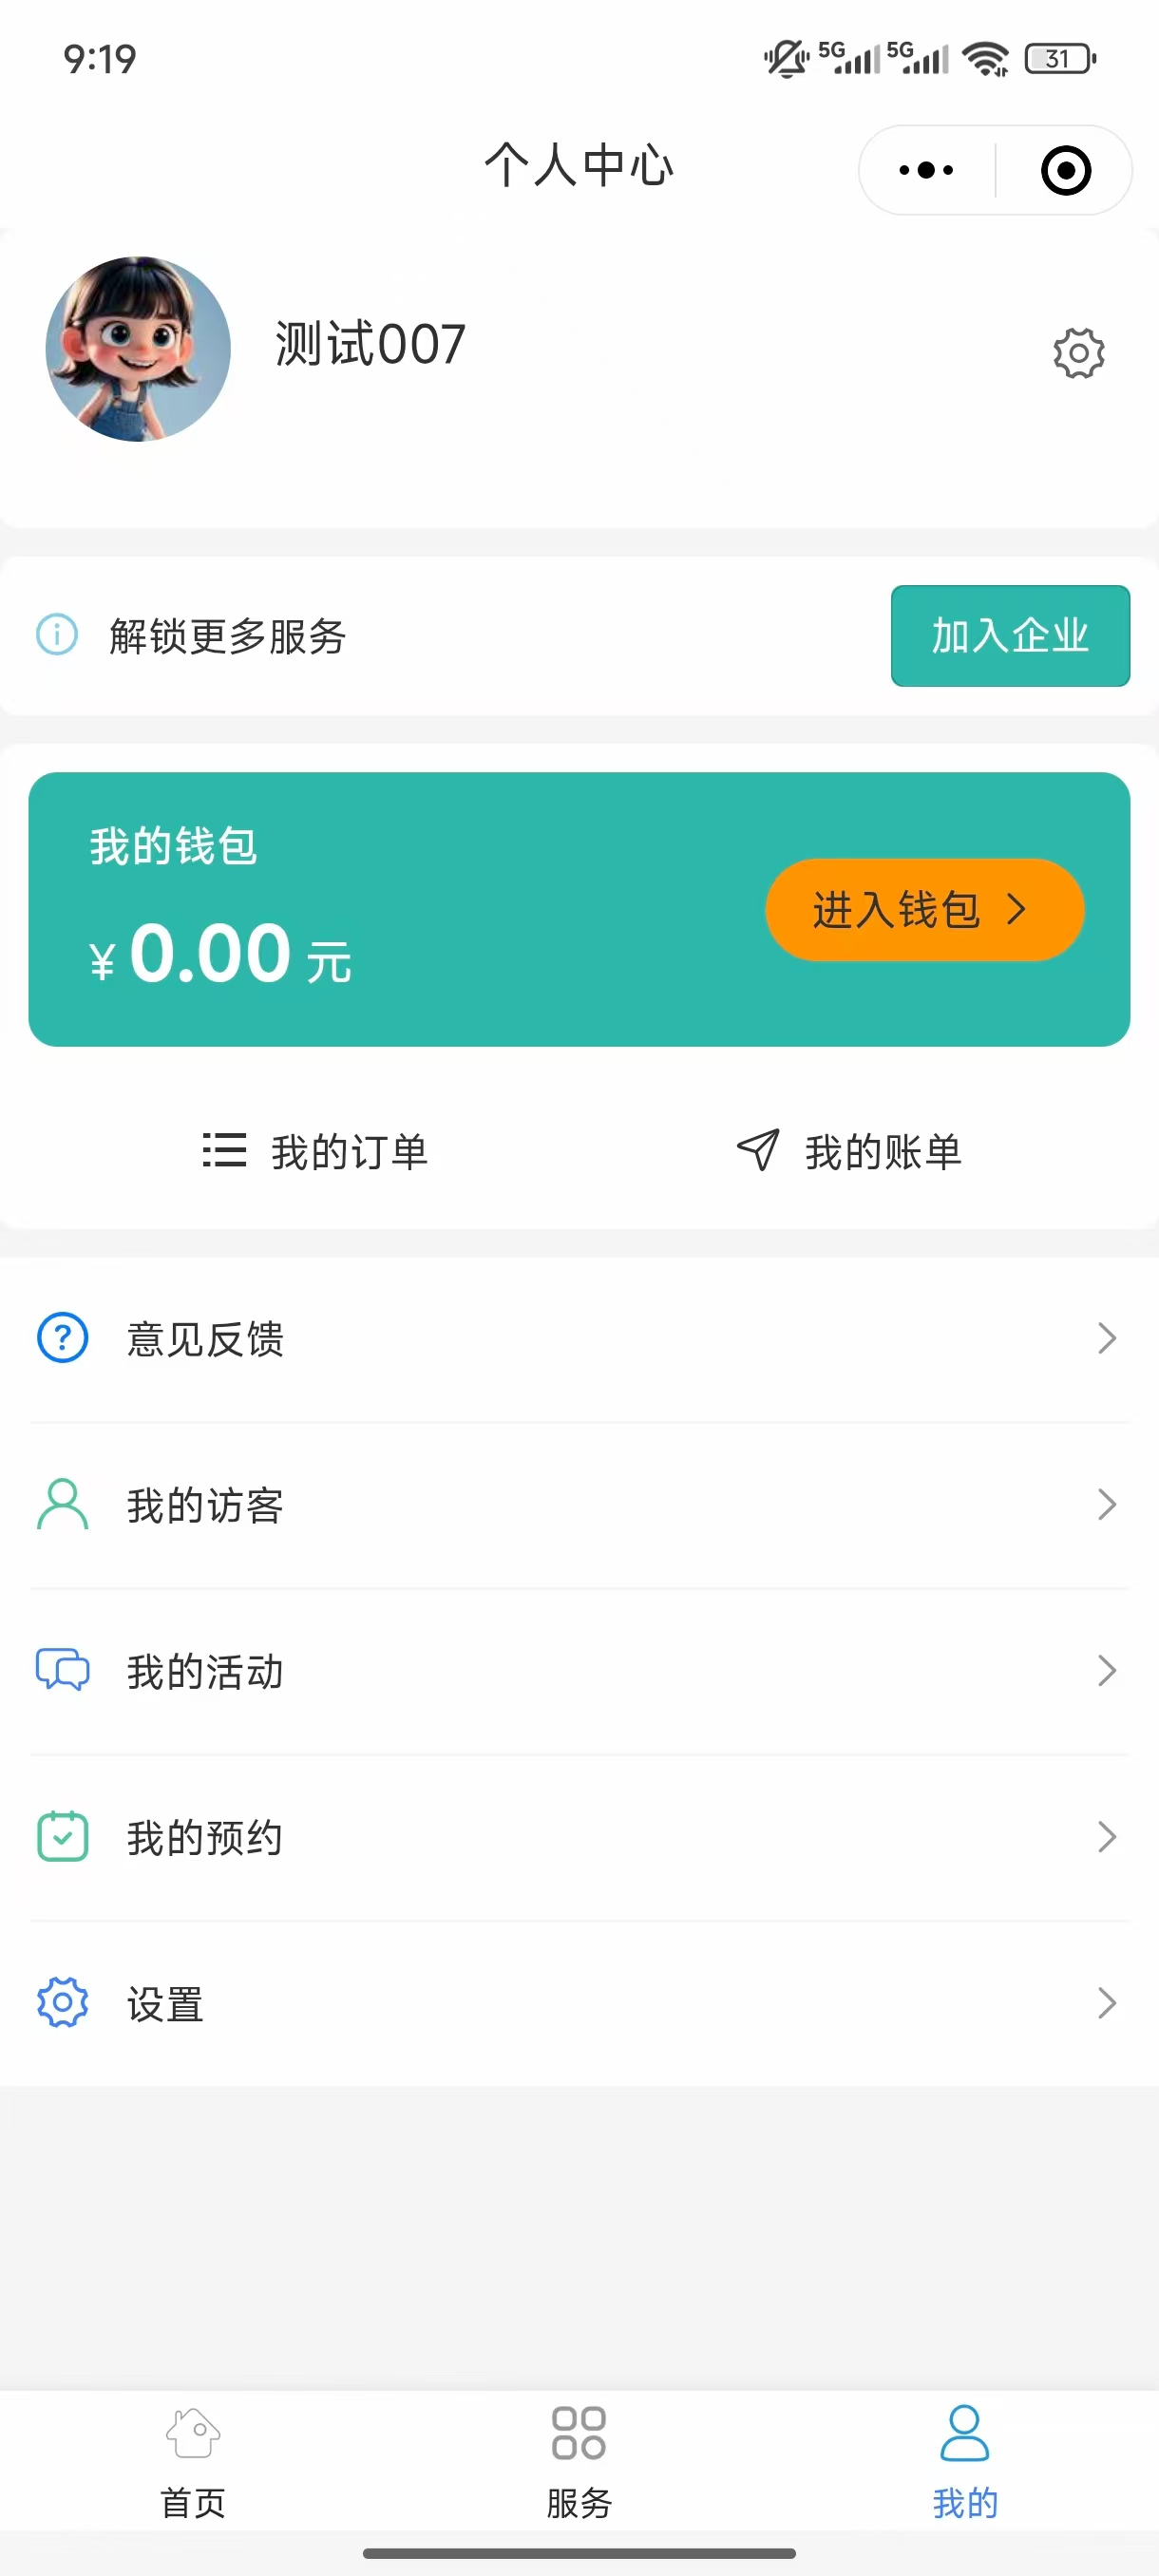 9:19
5G 5G 31
个人中心
测试007
解锁更多服务
加入企业
我的钱包
¥ 0.00 元
进入钱包
我的订单
我的账单
意见反馈
我的访客
我的活动
我的预约
设置
首页
服务
我的